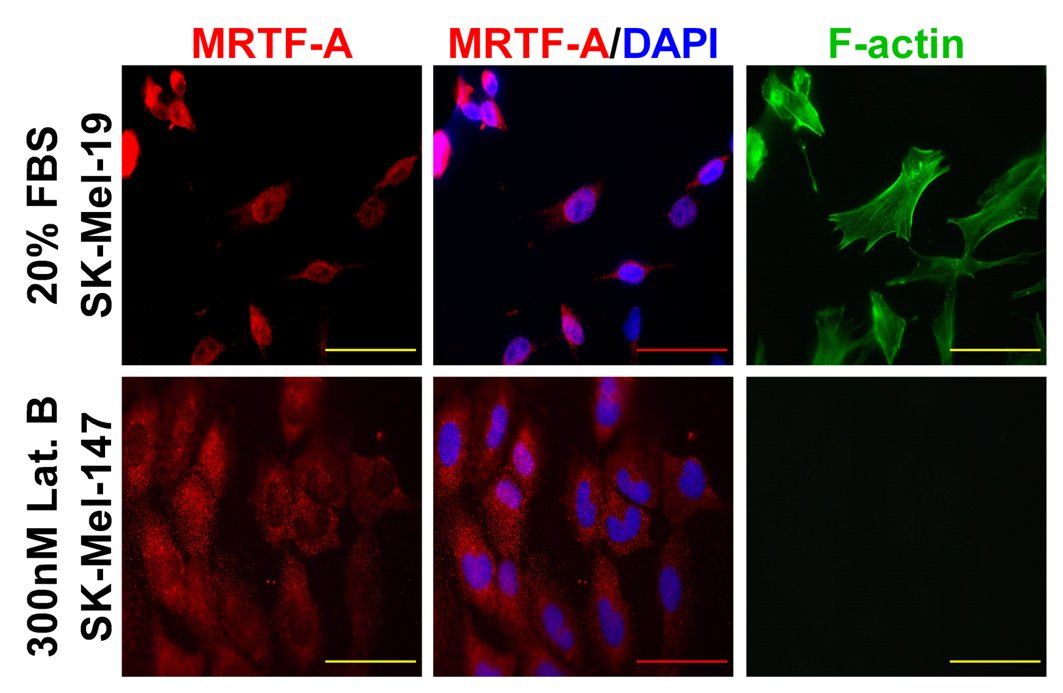 MRTF-A
MRTF-A/DAPI
F-actin
20% FBS
SK-Mel-19
300nM Lat. B
SK-Mel-147